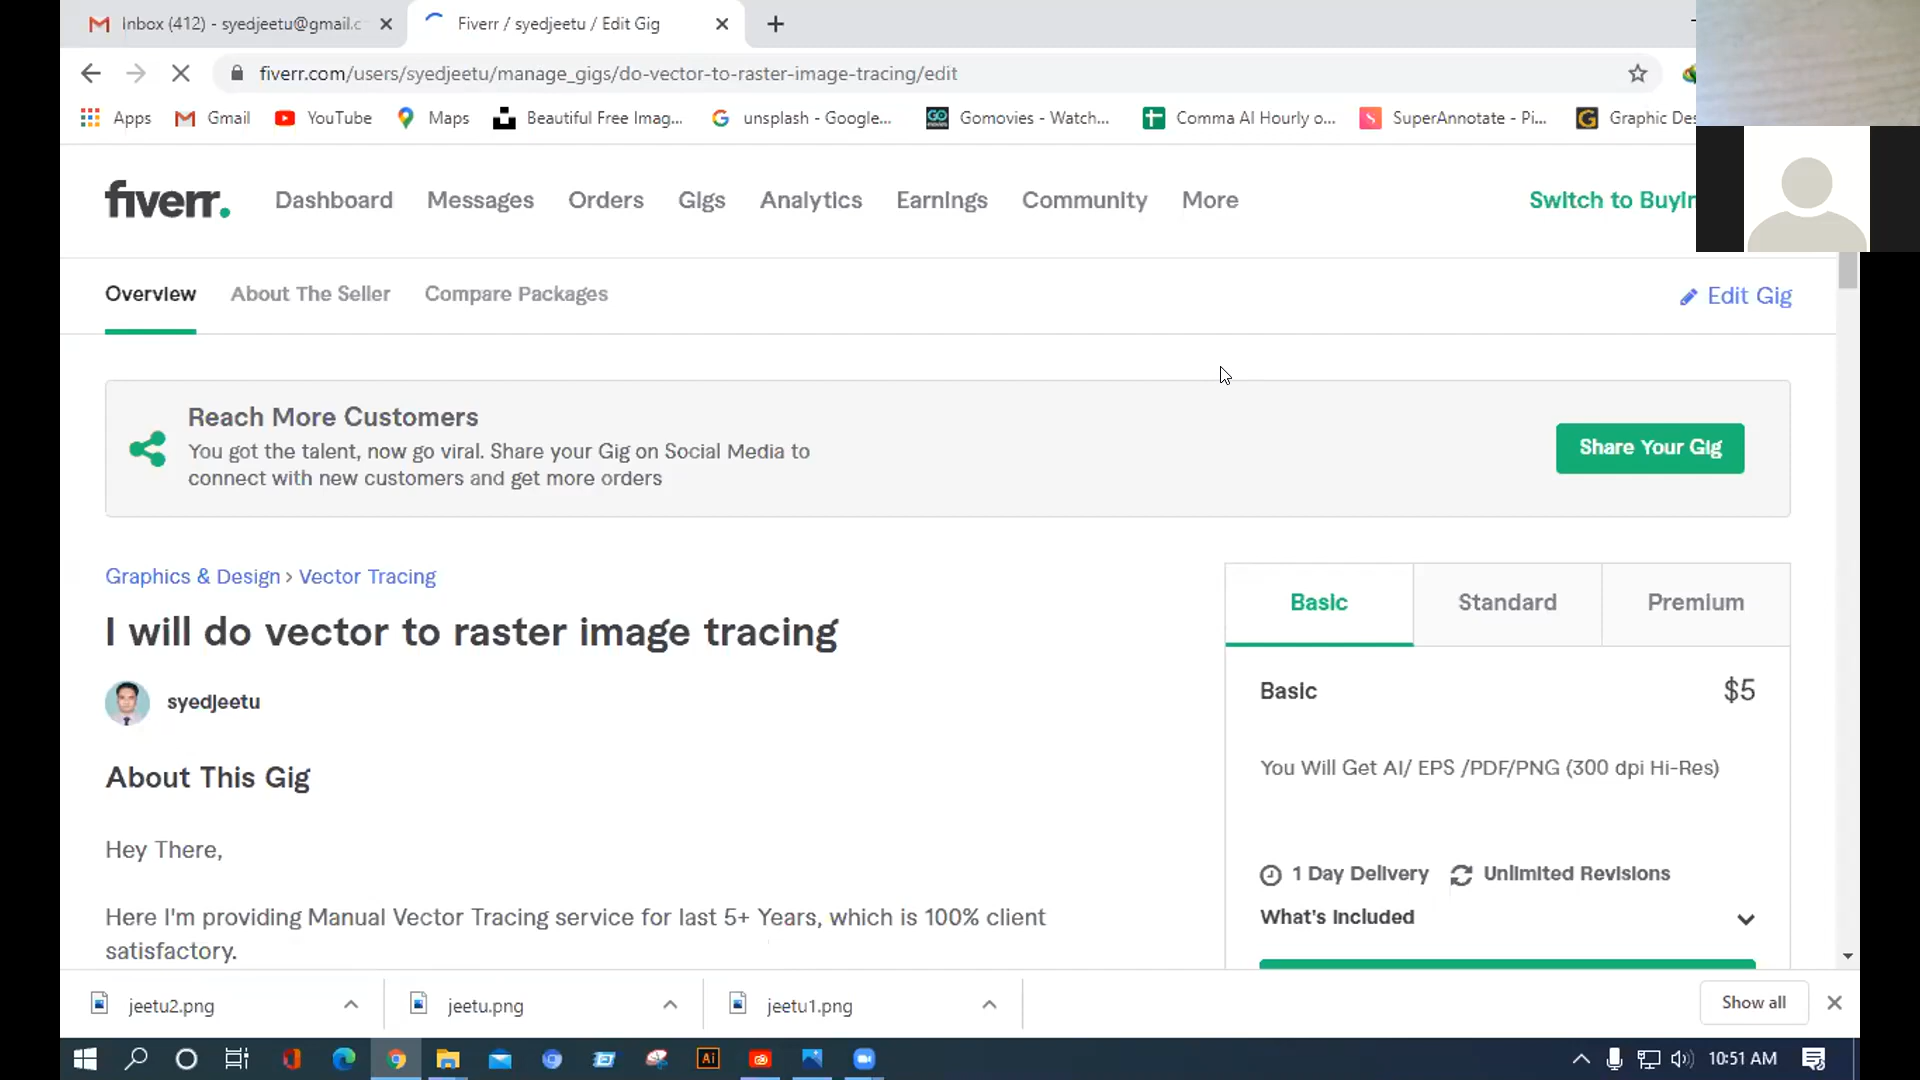 Inbox (412) - syedjeetu@gmail.c
Fiverr / syedjeetu / Edit Gig
fiverr.com/users/syedjeetu/manage_gigs/do-vector-to-raster-image-tracing/edit
Apps
Gmail
YouTube
Maps
Beautiful Free Imag...
unsplash - Google...
GO
Gomovies - Watch...
Comma AI Hourly o...
SuperAnnotate - Pi...
Graphic Des
fiverr.
Dashboard
Messages
Orders
Gigs
Analytics
Earnings
Community
More
Switch to Buyin
Overview
About The Seller
Compare Packages
Edit Gig
Reach More Customers
You got the talent, now go viral. Share your Gig on Social Media to
connect with new customers and get more orders
Share Your Gig
Graphics & Design › Vector Tracing
I will do vector to raster image tracing
syedjeetu
About This Gig
Hey There,
Here I'm providing Manual Vector Tracing service for last 5+ Years, which is 100% client
satisfactory.
Basic
Standard
Premium
Basic
$5
You Will Get AI/ EPS /PDF/PNG (300 dpi Hi-Res)
1 Day Delivery
Unlimited Revisions
What's Included
jeetu2.png
jeetu.png
jeetu1.png
Show all
Ai
10:51 AM